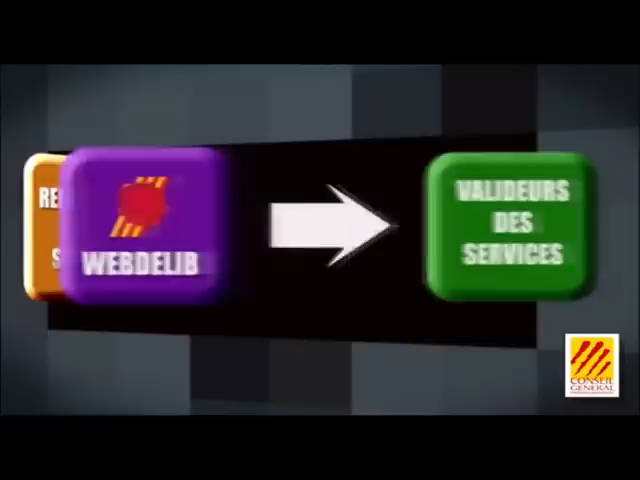 WEBDELIB
VALIDEURS
DES
SERVICES
CONSEIL
GENERAL